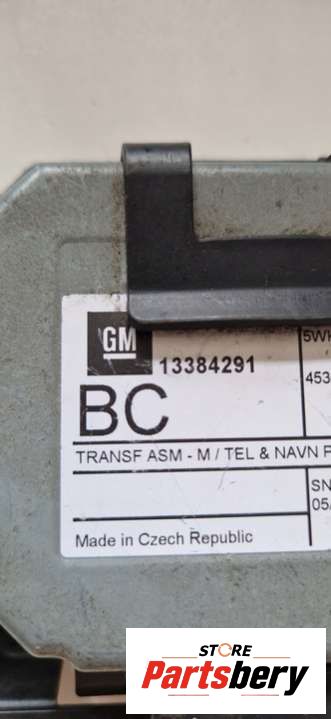 GM
13384291
5WK
BC
453
TRANSF ASM - M / TEL & NAVN
SN
05/
Made in Czech Republic
STORE
Partsbery